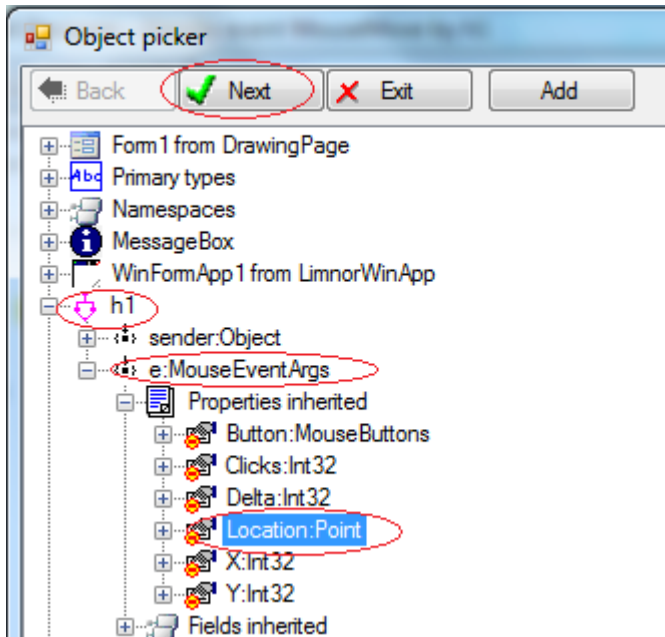 Object picker
Back Next Exit Add
Form1 from DrawingPage
Abc Primary types
Namespaces
MessageBox
WinFormApp1 from LimnorWinApp
h1
sender:Object
e:MouseEventArgs
Properties inherited
Button:MouseButtons
Clicks:Int32
Delta:Int32
Location:Point
X:Int32
Y:Int32
Fields inherited